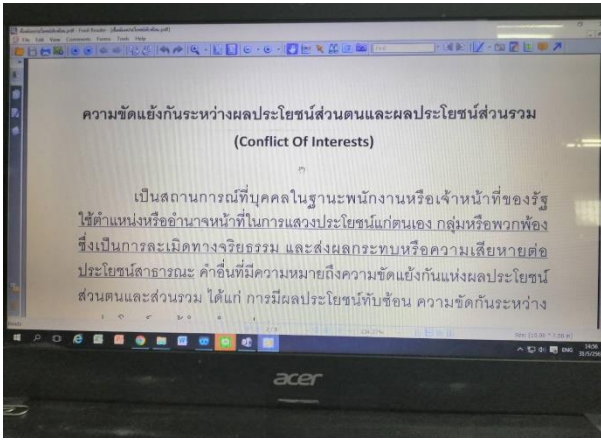 File Edit View Comments Forms Tools Help
ความขัดแย้งกันระหว่างผลประโยชน์ส่วนตนและผลประโยชน์ส่วนรวม
(Conflict Of Interests)
เป็นสถานการณ์ที่บุคคลในฐานะพนักงานหรือเจ้าหน้าที่ของรัฐ
ใช้ตำแหน่งหรืออำนาจหน้าที่ในการแสวงประโยชน์แก่ตนเอง กลุ่มหรือพวกพ้อง
ซึ่งเป็นการละเมิดทางจริยธรรม และส่งผลกระทบหรือความเสียหายต่อ
ประโยชน์สาธารณะ คำอื่นที่มีความหมายถึงความขัดแย้งกันแห่งผลประโยชน์
ส่วนตนและส่วนรวม ได้แก่ การมีผลประโยชน์ทับซ้อน ความขัดกันระหว่าง
ENG
14:56
acer